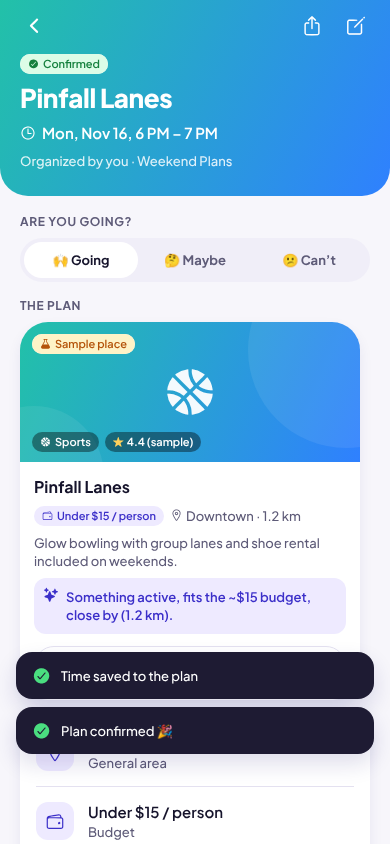 Confirmed
Pinfall Lanes
Mon, Nov 16, 6 PM – 7 PM
Organized by you · Weekend Plans
ARE YOU GOING?
🙌 Going
🤔 Maybe
😕 Can't
THE PLAN
Sample place
Sports
⭐ 4.4 (sample)
Pinfall Lanes
Under $15 / person
Downtown · 1.2 km
Glow bowling with group lanes and shoe rental
included on weekends.
Something active, fits the ~$15 budget,
close by (1.2 km).
Time saved to the plan
Plan confirmed 🎉
General area
Under $15 / person
Budget